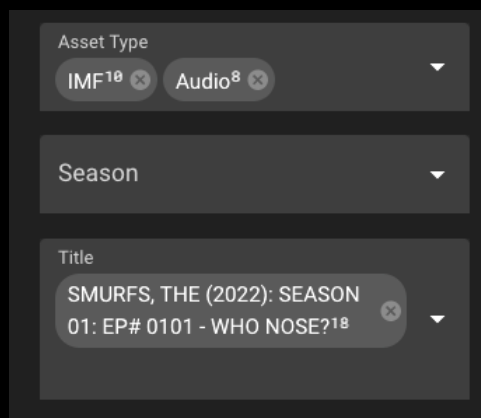 Asset Type
IMF¹⁰ Audio⁸
Season
Title
SMURFS, THE (2022): SEASON
01: EP# 0101 - WHO NOSE?¹⁸